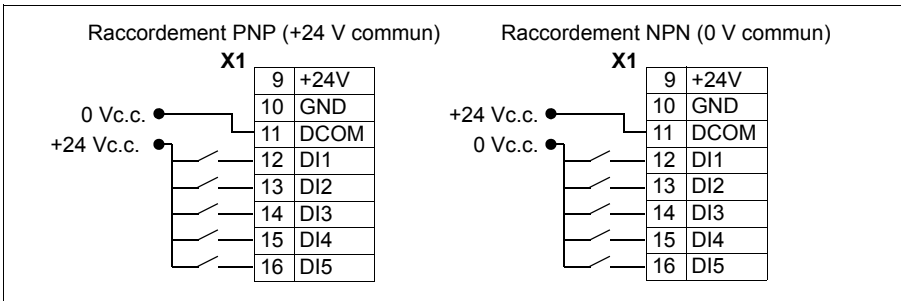 Raccordement PNP (+24 V commun)
X1
9 +24V
0 Vc.c. 10 GND
11 DCOM
+24 Vc.c.
12 DI1
13 DI2
14 DI3
15 DI4
16 DI5
Raccordement NPN (0 V commun)
X1
9 +24V
+24 Vc.c. 10 GND
11 DCOM
0 Vc.c.
12 DI1
13 DI2
14 DI3
15 DI4
16 DI5